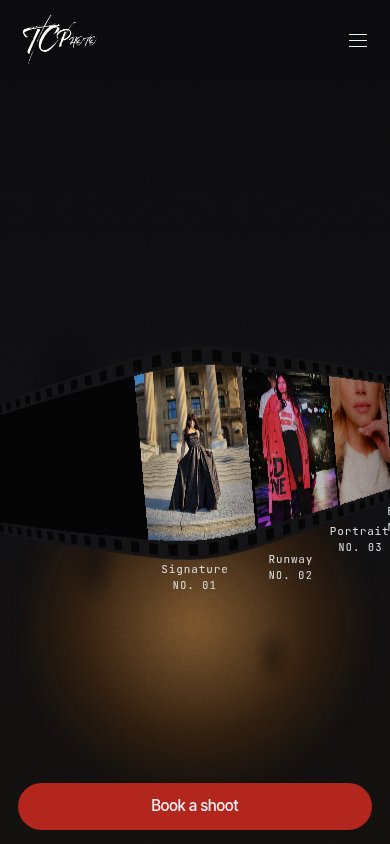 TCPHOTO
Signature
NO. 01
Runway
NO. 02
Portrait
NO. 03
Book a shoot